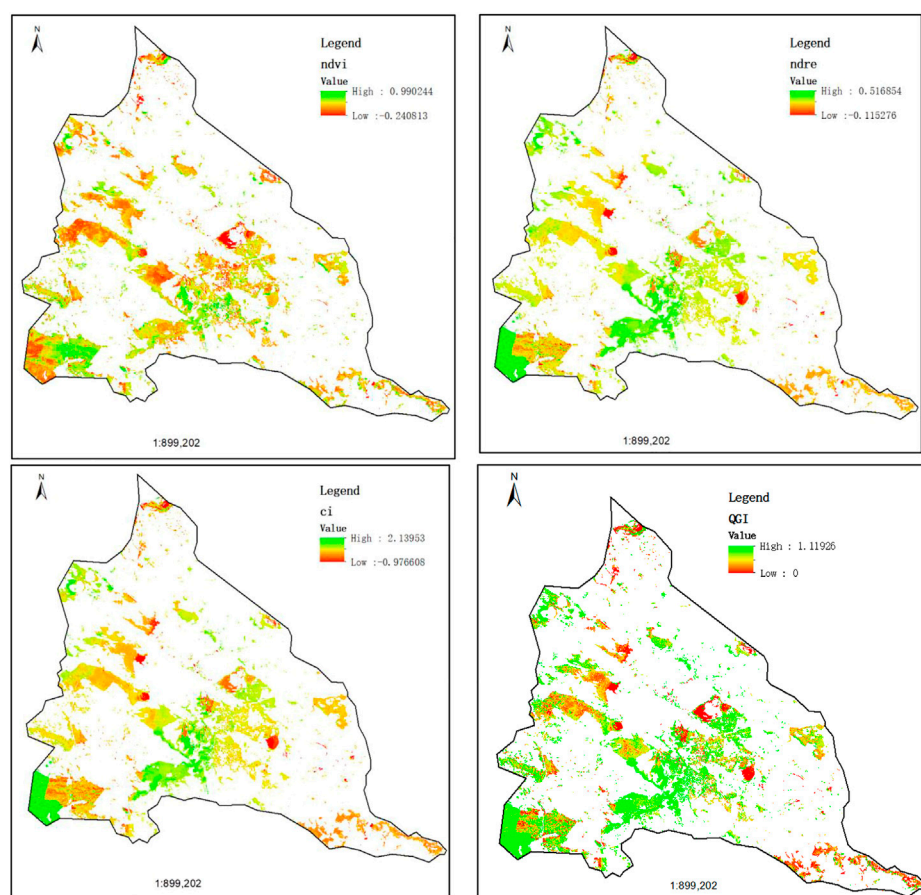 N
Legend
ndvi
Value
High : 0.990244
Low :-0.240813
1:899,202
N
Legend
ndre
Value
High : 0.516854
Low :-0.115276
1:899,202
N
Legend
ci
Value
High : 2.13953
Low :-0.976608
1:899,202
N
Legend
QGI
Value
High : 1.11926
Low : 0
1:899,202